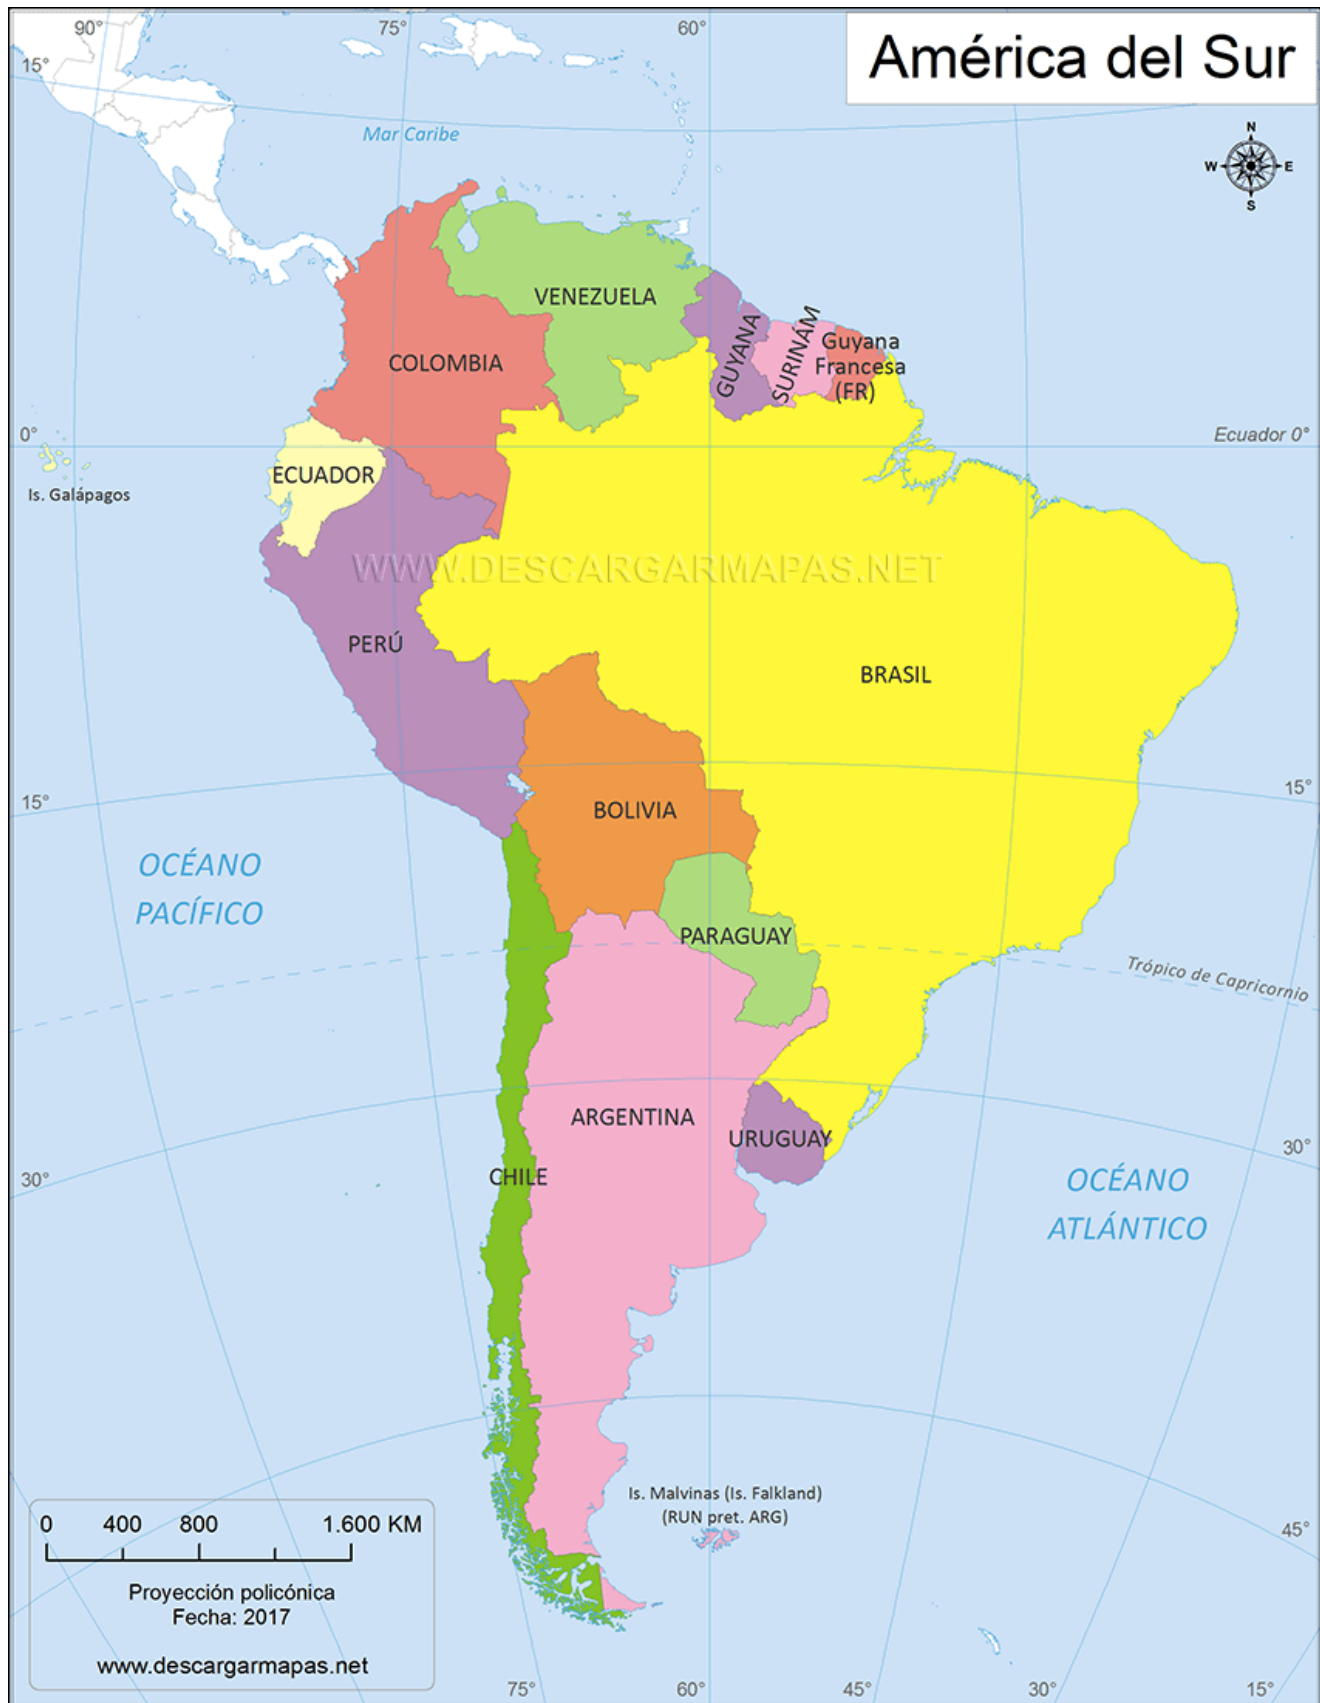 90°
75°
60°
América del Sur
15°
Mar Caribe
N
W
E
S
VENEZUELA
GUYANA
SURINÁM
Guyana
Francesa
(FR)
COLOMBIA
0°
Ecuador 0°
ECUADOR
Is. Galápagos
WWW.DESCARGARMAPAS.NET
PERÚ
BRASIL
15°
15°
BOLIVIA
OCÉANO
PACÍFICO
PARAGUAY
Trópico de Capricornio
ARGENTINA
URUGUAY
30°
CHILE
30°
OCÉANO
ATLÁNTICO
Is. Malvinas (Is. Falkland)
(RUN pret. ARG)
45°
0 400 800 1.600 KM
Proyección policónica
Fecha: 2017
www.descargarmapas.net
75°
60°
45°
30°
15°